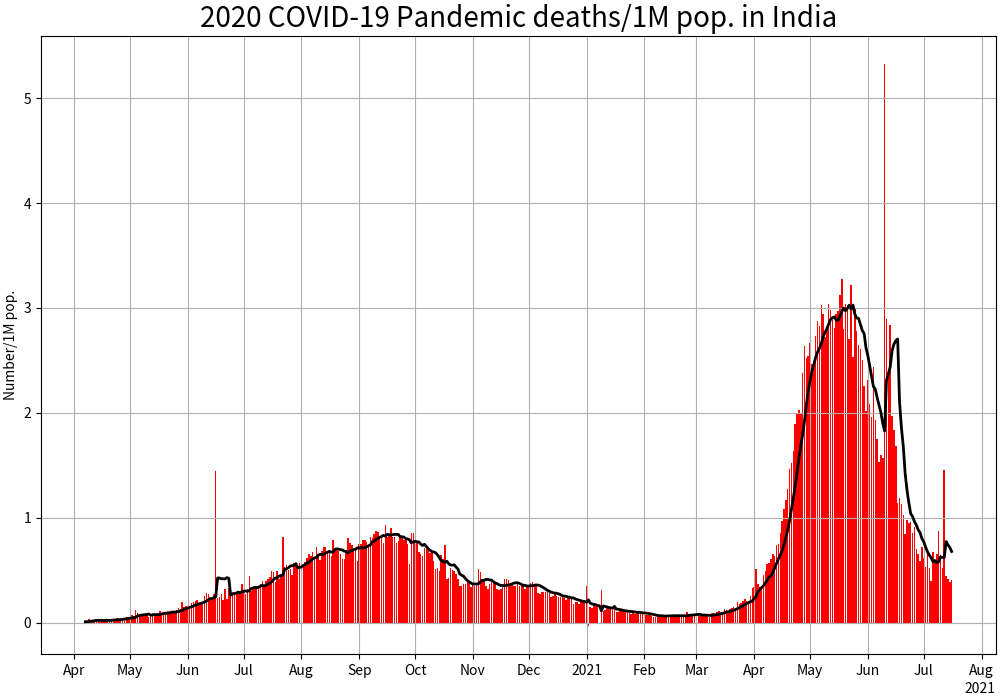 2020 COVID-19 Pandemic deaths/1M pop. in India
Number/1M pop.
5
4
3
2
1
0
Apr May Jun Jul Aug Sep Oct Nov Dec 2021 Feb Mar Apr May Jun Jul Aug
2021